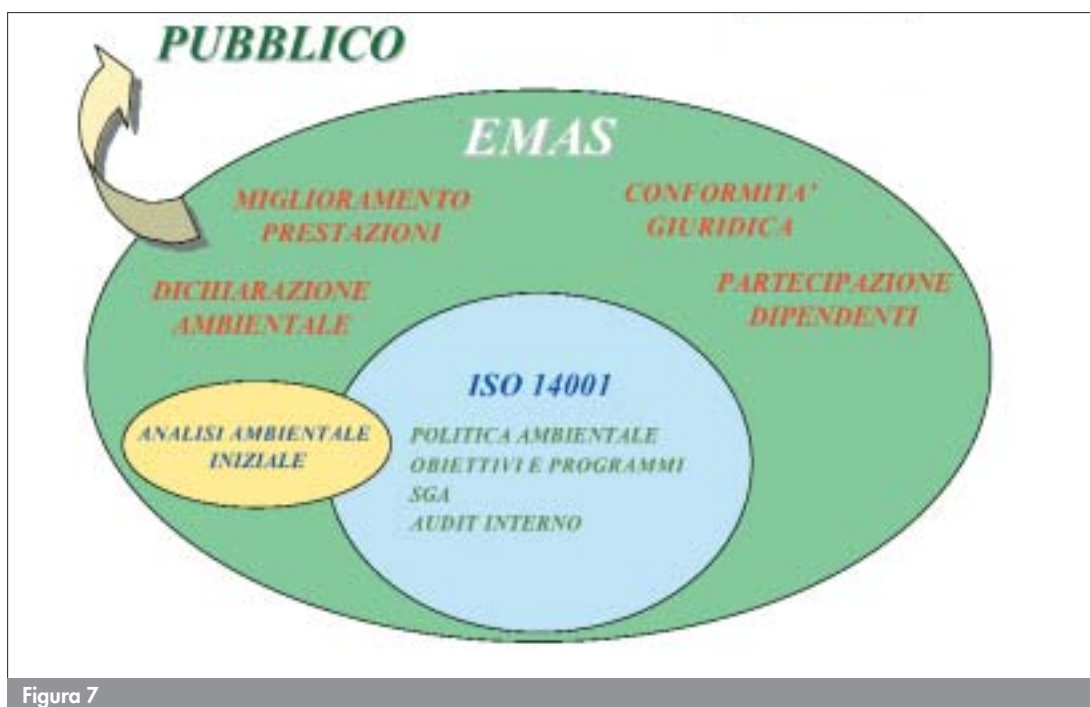 PUBBLICO
EMAS
MIGLIORAMENTO
PRESTAZIONI
CONFORMITA'
GIURIDICA
DICHIARAZIONE
AMBIENTALE
PARTECIPAZIONE
DIPENDENTI
ISO 14001
ANALISI AMBIENTALE
INIZIALE
POLITICA AMBIENTALE
OBIETTIVI E PROGRAMMI
SGA
AUDIT INTERNO
Figura 7